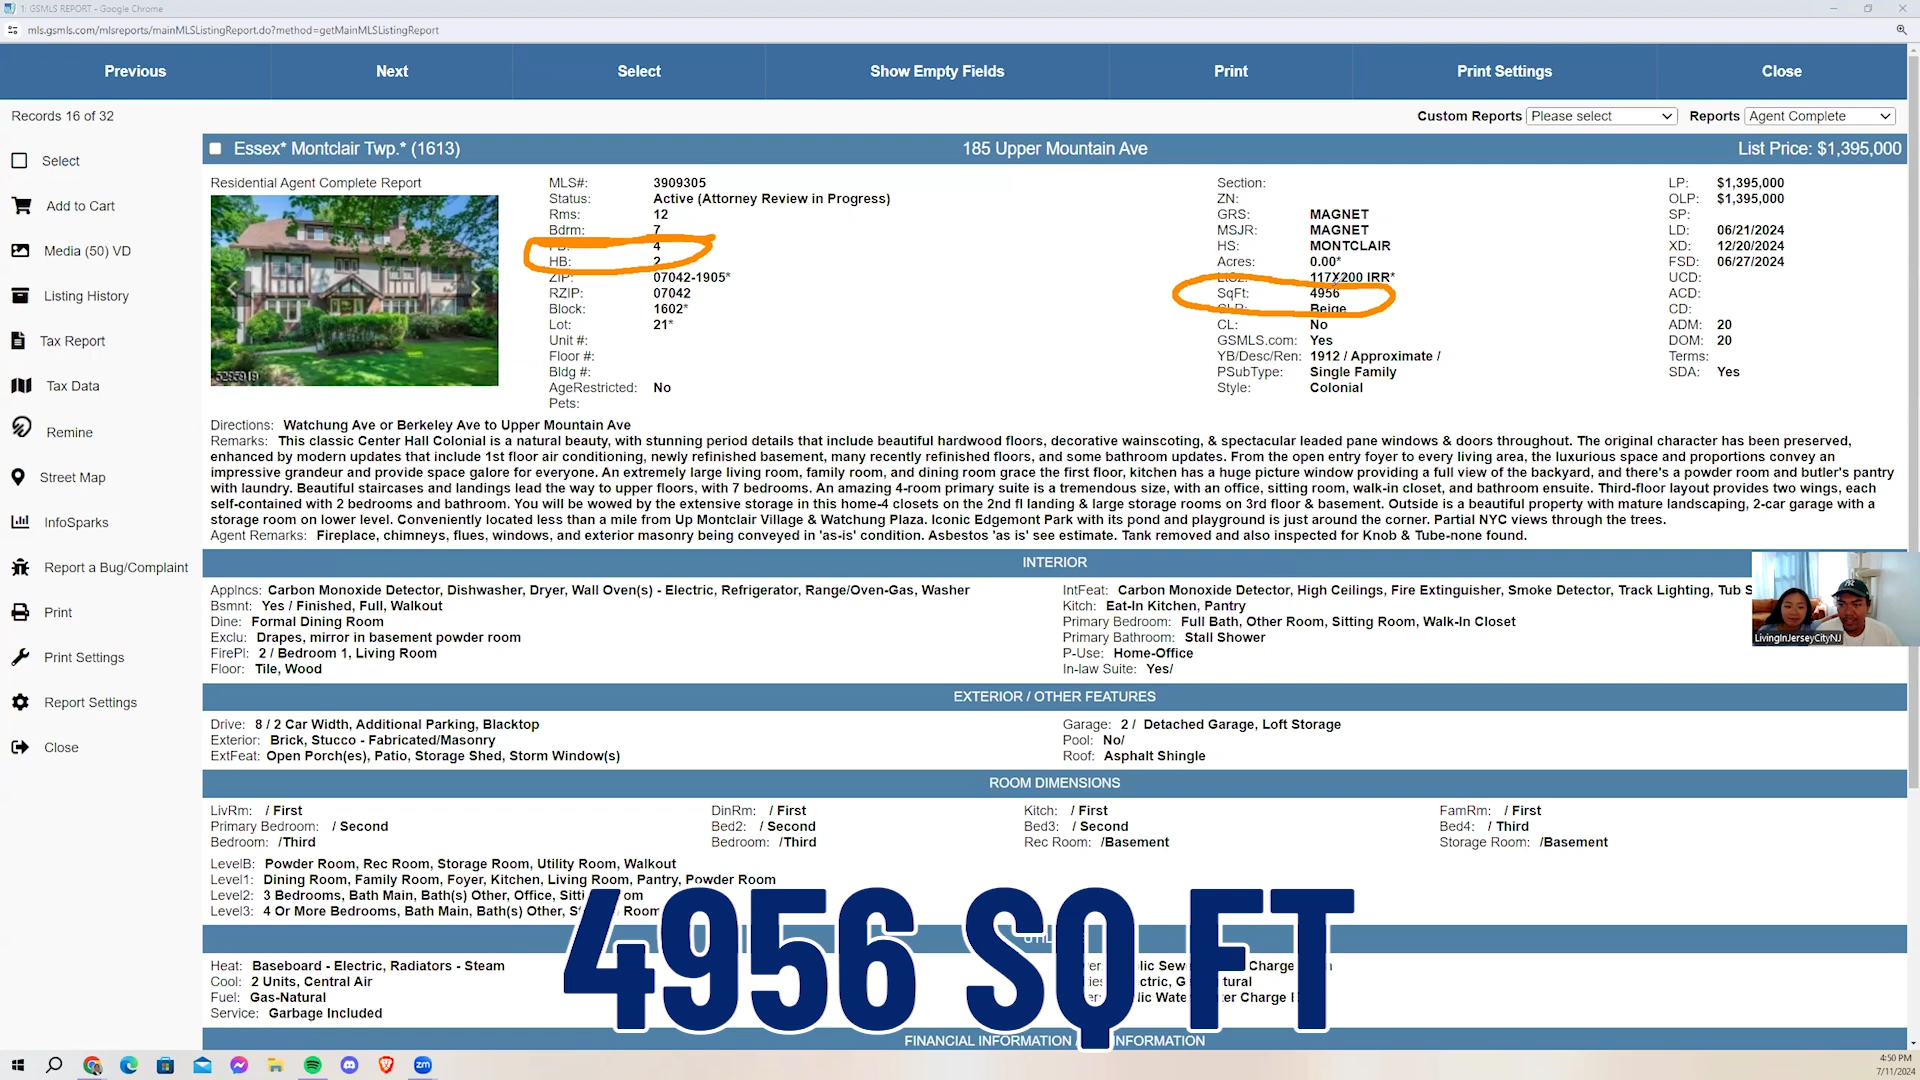 1: GSMLS REPORT - Google Chrome
mls.gsmls.com/mlsreports/mainMLSListingReport.do?method=getMainMLSListingReport
Previous Next Select Show Empty Fields Print Print Settings Close
Records 16 of 32
Custom Reports Please select Reports Agent Complete
Select
Add to Cart
Media (50) VD
Listing History
Tax Report
Tax Data
Remine
Street Map
InfoSparks
Report a Bug/Complaint
Print
Print Settings
Report Settings
Close
Essex* Montclair Twp.* (1613) 185 Upper Mountain Ave List Price: $1,395,000
Residential Agent Complete Report
5295919
MLS#: 3909305
Status: Active (Attorney Review in Progress)
Rms: 12
Bdrm: 7
FB: 4
HB: 2
ZIP: 07042-1905*
RZIP: 07042
Block: 1602*
Lot: 21*
Unit #:
Floor #:
Bldg #:
AgeRestricted: No
Pets:
Section:
ZN:
GRS: MAGNET
MSJR: MAGNET
HS: MONTCLAIR
Acres: 0.00*
LtSz: 117X200 IRR*
SqFt: 4956
CLR: Beige
CL: No
GSMLS.com: Yes
YB/Desc/Ren: 1912 / Approximate /
PSubType: Single Family
Style: Colonial
LP: $1,395,000
OLP: $1,395,000
SP:
LD: 06/21/2024
XD: 12/20/2024
FSD: 06/27/2024
UCD:
ACD:
CD:
ADM: 20
DOM: 20
Terms:
SDA: Yes
Directions: Watchung Ave or Berkeley Ave to Upper Mountain Ave
Remarks: This classic Center Hall Colonial is a natural beauty, with stunning period details that include beautiful hardwood floors, decorative wainscoting, & spectacular leaded pane windows & doors throughout. The original character has been preserved,
enhanced by modern updates that include 1st floor air conditioning, newly refinished basement, many recently refinished floors, and some bathroom updates. From the open entry foyer to every living area, the luxurious space and proportions convey an
impressive grandeur and provide space galore for everyone. An extremely large living room, family room, and dining room grace the first floor, kitchen has a huge picture window providing a full view of the backyard, and there's a powder room and butler's pantry
with laundry. Beautiful staircases and landings lead the way to upper floors, with 7 bedrooms. An amazing 4-room primary suite is a tremendous size, with an office, sitting room, walk-in closet, and bathroom ensuite. Third-floor layout provides two wings, each
self-contained with 2 bedrooms and bathroom. You will be wowed by the extensive storage in this home-4 closets on the 2nd fl landing & large storage rooms on 3rd floor & basement. Outside is a beautiful property with mature landscaping, 2-car garage with a
storage room on lower level. Conveniently located less than a mile from Up Montclair Village & Watchung Plaza. Iconic Edgemont Park with its pond and playground is just around the corner. Partial NYC views through the trees.
Agent Remarks: Fireplace, chimneys, flues, windows, and exterior masonry being conveyed in 'as-is' condition. Asbestos 'as is' see estimate. Tank removed and also inspected for Knob & Tube-none found.
INTERIOR
Applncs: Carbon Monoxide Detector, Dishwasher, Dryer, Wall Oven(s) - Electric, Refrigerator, Range/Oven-Gas, Washer
Bsmnt: Yes / Finished, Full, Walkout
Dine: Formal Dining Room
Exclu: Drapes, mirror in basement powder room
FirePl: 2 / Bedroom 1, Living Room
Floor: Tile, Wood
IntFeat: Carbon Monoxide Detector, High Ceilings, Fire Extinguisher, Smoke Detector, Track Lighting, Tub S
Kitch: Eat-In Kitchen, Pantry
Primary Bedroom: Full Bath, Other Room, Sitting Room, Walk-In Closet
Primary Bathroom: Stall Shower
P-Use: Home-Office
In-law Suite: Yes/
LivingInJerseyCityNJ
EXTERIOR / OTHER FEATURES
Drive: 8 / 2 Car Width, Additional Parking, Blacktop
Exterior: Brick, Stucco - Fabricated/Masonry
ExtFeat: Open Porch(es), Patio, Storage Shed, Storm Window(s)
Garage: 2 / Detached Garage, Loft Storage
Pool: No/
Roof: Asphalt Shingle
ROOM DIMENSIONS
LivRm: / First DinRm: / First Kitch: / First FamRm: / First
Primary Bedroom: / Second Bed2: / Second Bed3: / Second Bed4: / Third
Bedroom: /Third Bedroom: /Third Rec Room: /Basement Storage Room: /Basement
LevelB: Powder Room, Rec Room, Storage Room, Utility Room, Walkout
Level1: Dining Room, Family Room, Foyer, Kitchen, Living Room, Pantry, Powder Room
Level2: 3 Bedrooms, Bath Main, Bath(s) Other, Office, Sitti om
Level3: 4 Or More Bedrooms, Bath Main, Bath(s) Other, S Room
4956 SQ FT
Heat: Baseboard - Electric, Radiators - Steam
Cool: 2 Units, Central Air
Fuel: Gas-Natural
Service: Garbage Included
FINANCIAL INFORMATION INFORMATION
4:50 PM
7/11/2024